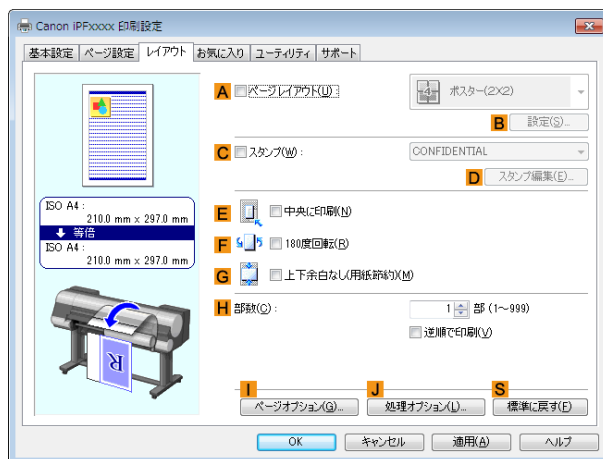 Canon iPFxxxx 印刷設定
基本設定 ページ設定 レイアウト お気に入り ユーティリティ サポート
A ページレイアウト(U): 4 ポスター(2×2)
B 設定(S)...
C スタンプ(W): CONFIDENTIAL
D スタンプ編集(E)...
ISO A4:
210.0 mm x 297.0 mm
等倍
ISO A4:
210.0 mm x 297.0 mm
E 中央に印刷(N)
F 180度回転(R)
G 上下余白なし(用紙節約)(M)
H 部数(C): 1 部 (1～999)
逆順で印刷(V)
R
I J S
ページオプション(G)... 処理オプション(L)... 標準に戻す(F)
OK キャンセル 適用(A) ヘルプ